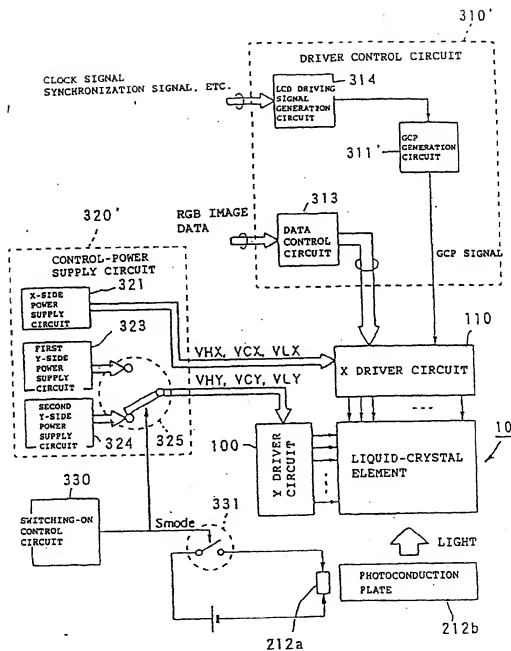 310'
DRIVER CONTROL CIRCUIT
CLOCK SIGNAL
SYNCHRONIZATION SIGNAL, ETC.
314
LCD DRIVING
SIGNAL
GENERATION
CIRCUIT
GCP
GENERATION
CIRCUIT
311'
313
RGB IMAGE
DATA
DATA
CONTROL
CIRCUIT
GCP SIGNAL
320'
CONTROL-POWER
SUPPLY CIRCUIT
321
X-SIDE
POWER
SUPPLY
CIRCUIT
323
FIRST
Y-SIDE
POWER
SUPPLY
CIRCUIT
SECOND
Y-SIDE
POWER
SUPPLY
CIRCUIT
324
325
VHX, VCX, VLX
VHY, VCY, VLY
110
X DRIVER CIRCUIT
100
Y DRIVER
CIRCUIT
LIQUID-CRYSTAL
ELEMENT
10
330
SWITCHING-ON
CONTROL
CIRCUIT
Smode
331
LIGHT
PHOTOCONDUCTION
PLATE
212a
212b